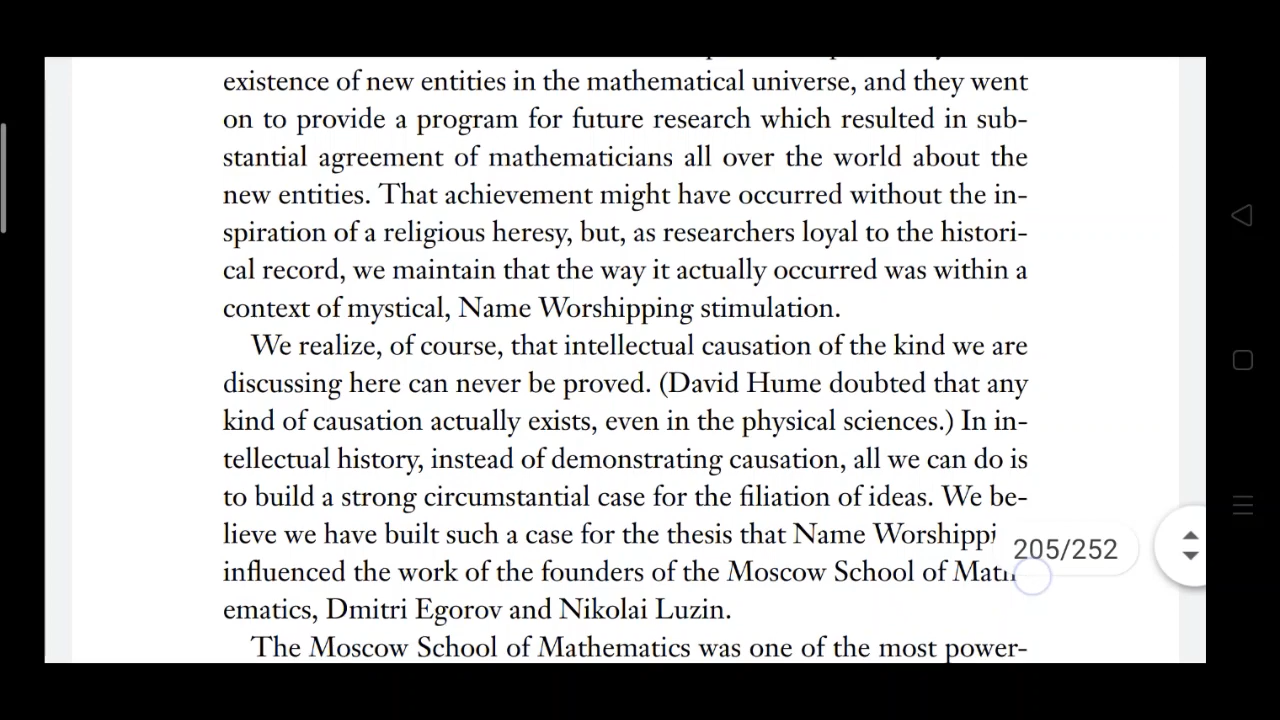 existence of new entities in the mathematical universe, and they went
on to provide a program for future research which resulted in sub-
stantial agreement of mathematicians all over the world about the
new entities. That achievement might have occurred without the in-
spiration of a religious heresy, but, as researchers loyal to the histori-
cal record, we maintain that the way it actually occurred was within a
context of mystical, Name Worshipping stimulation.
We realize, of course, that intellectual causation of the kind we are
discussing here can never be proved. (David Hume doubted that any
kind of causation actually exists, even in the physical sciences.) In in-
tellectual history, instead of demonstrating causation, all we can do is
to build a strong circumstantial case for the filiation of ideas. We be-
lieve we have built such a case for the thesis that Name Worshippi
205/252
influenced the work of the founders of the Moscow School of Math
ematics, Dmitri Egorov and Nikolai Luzin.
The Moscow School of Mathematics was one of the most power-